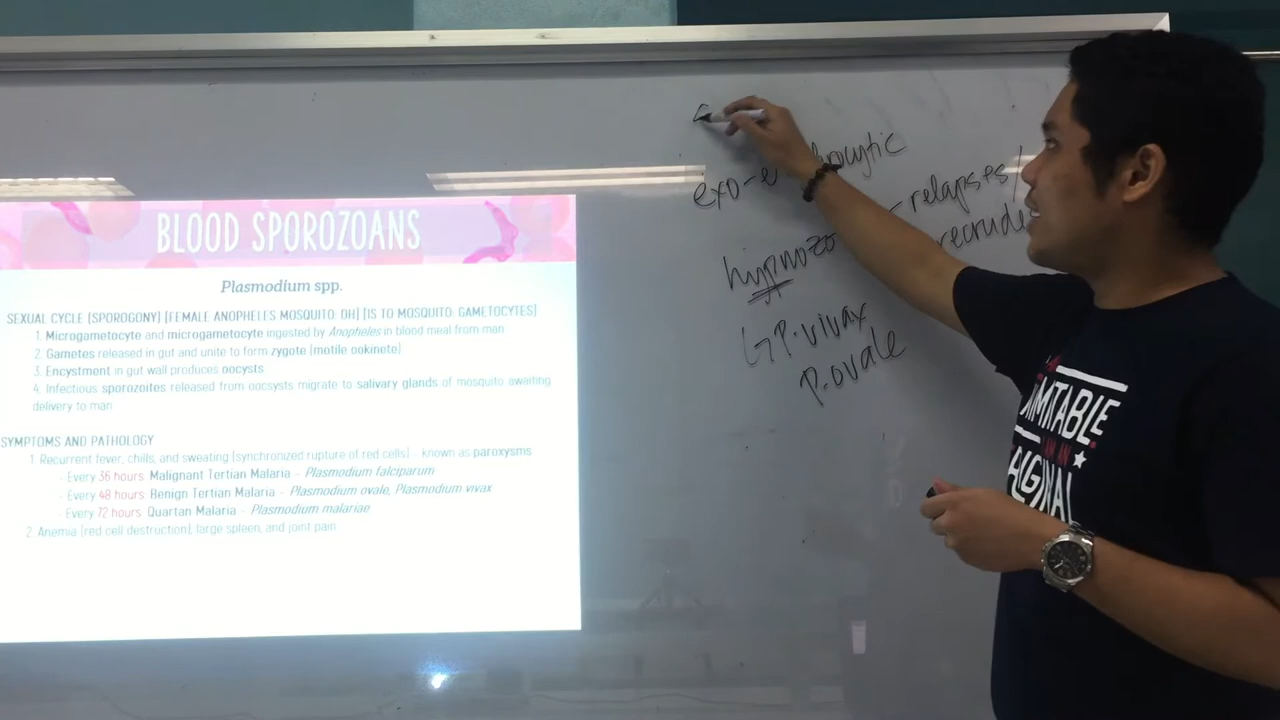 BLOOD SPOROZOANS
Plasmodium spp.
SEXUAL CYCLE (SPOROGONY) (FEMALE ANOPHELES MOSQUITO: DH) (IS TO MOSQUITO: GAMETOCYTES)
1. Microgametocyte and microgametocyte ingested by Anopheles in blood meal from man
2. Gametes released in gut and unite to form zygote (motile ookinete)
3. Encystment in gut wall produces oocysts
4. Infectious sporozoites released from oocysts migrate to salivary glands of mosquito awaiting
delivery to man
SYMPTOMS AND PATHOLOGY
1. Recurrent fever, chills, and sweating (synchronized rupture of red cells) - known as paroxysms
- Every 36 hours: Malignant Tertian Malaria - Plasmodium falciparum
- Every 48 hours: Benign Tertian Malaria - Plasmodium ovale, Plasmodium vivax
- Every 72 hours: Quartan Malaria - Plasmodium malariae
2. Anemia (red cell destruction), large spleen, and joint pain
exo-e
hypnozo - relapses/
P. vivax
P. ovale